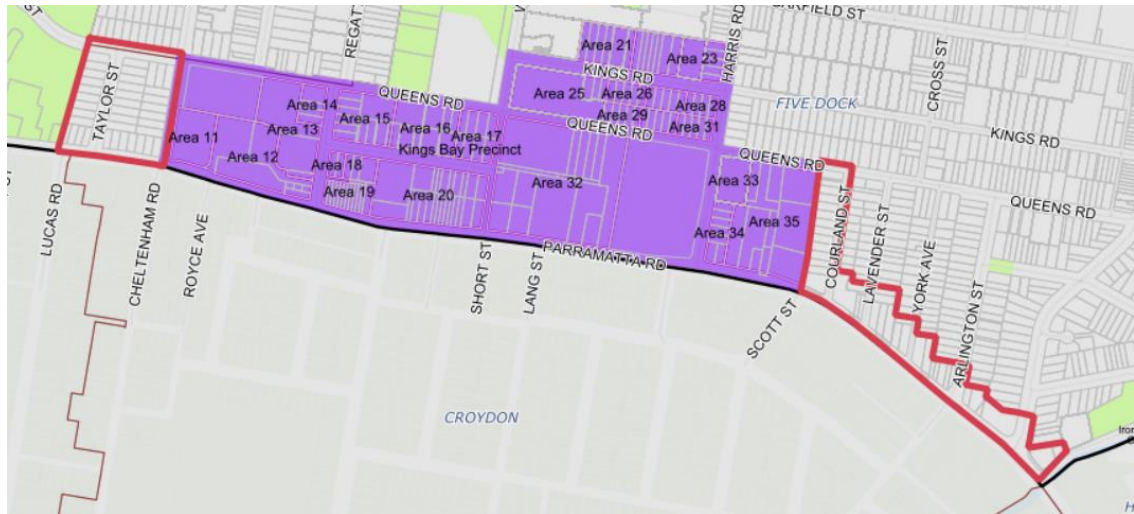 GARFIELD ST
ST
Area 21
Area 23
HARRIS RD
REGATT
CROSS ST
TAYLOR ST
KINGS RD
QUEENS RD
Area 25
Area 26
Area 28
FIVE DOCK
Area 14
Area 15
Area 16
Area 17
Area 29
Area 31
QUEENS RD
KINGS RD
Area 11
Area 13
Area 12
Kings Bay Precinct
Area 18
Area 19
Area 20
Area 32
Area 33
QUEENS RD
QUEENS RD
Area 34
Area 35
LUCAS RD
CHELTENHAM RD
ROYCE AVE
SHORT ST
LANG ST
PARRAMATTA RD
COURLAND ST
LAVENDER ST
YORK AVE
ARLINGTON ST
SCOTT ST
CROYDON
Iron
C
H